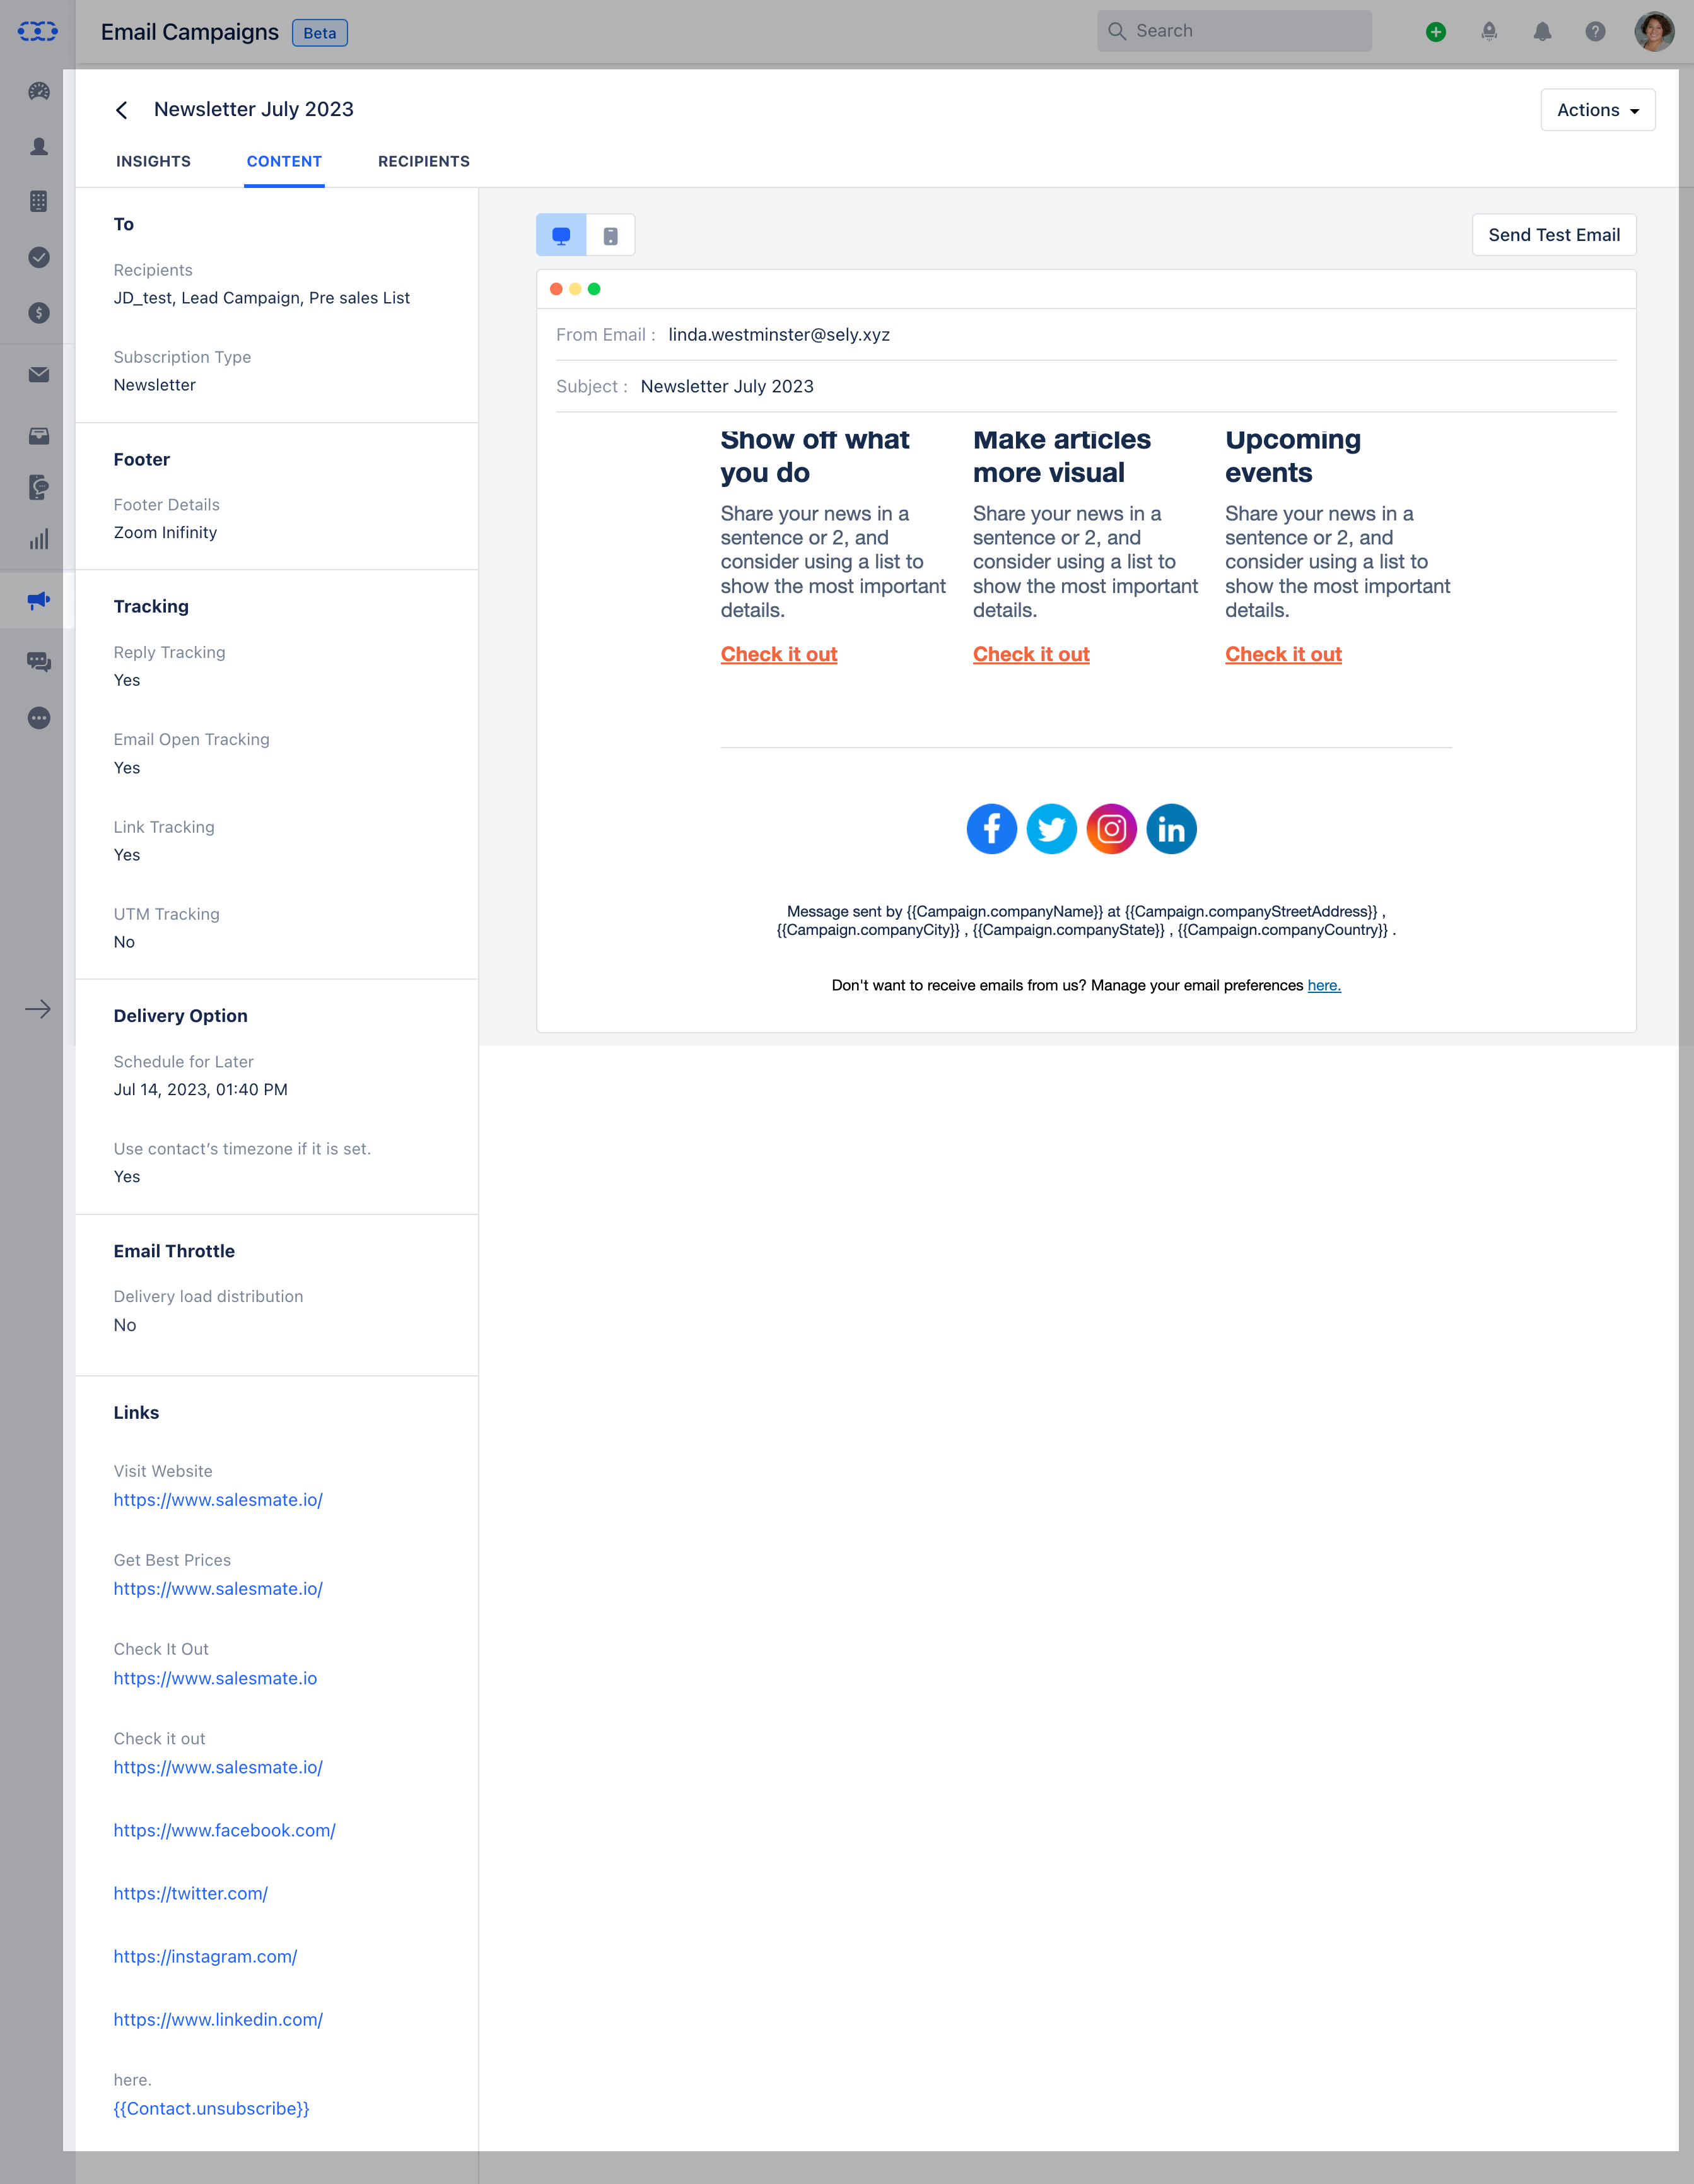 Email Campaigns Beta
Search
Newsletter July 2023
Actions
INSIGHTS CONTENT RECIPIENTS
To
Recipients
JD_test, Lead Campaign, Pre sales List
Subscription Type
Newsletter
Footer
Footer Details
Zoom Inifinity
Tracking
Reply Tracking
Yes
Email Open Tracking
Yes
Link Tracking
Yes
UTM Tracking
No
Delivery Option
Schedule for Later
Jul 14, 2023, 01:40 PM
Use contact's timezone if it is set.
Yes
Email Throttle
Delivery load distribution
No
Links
Visit Website
https://www.salesmate.io/
Get Best Prices
https://www.salesmate.io/
Check It Out
https://www.salesmate.io
Check it out
https://www.salesmate.io/
https://www.facebook.com/
https://twitter.com/
https://instagram.com/
https://www.linkedin.com/
here.
{{Contact.unsubscribe}}
Send Test Email
From Email : linda.westminster@sely.xyz
Subject : Newsletter July 2023
Show off what
you do
Share your news in a
sentence or 2, and
consider using a list to
show the most important
details.
Check it out
Make articles
more visual
Share your news in a
sentence or 2, and
consider using a list to
show the most important
details.
Check it out
Upcoming
events
Share your news in a
sentence or 2, and
consider using a list to
show the most important
details.
Check it out
Message sent by {{Campaign.companyName}} at {{Campaign.companyStreetAddress}} ,
{{Campaign.companyCity}} , {{Campaign.companyState}} , {{Campaign.companyCountry}} .
Don't want to receive emails from us? Manage your email preferences here.